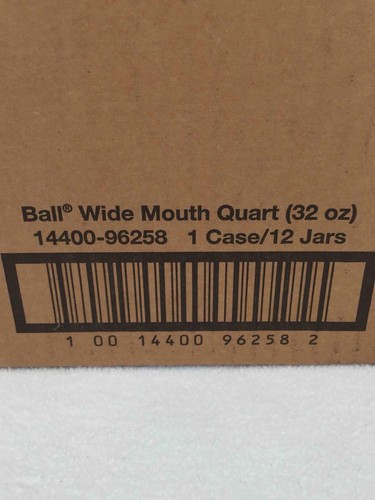 Ball® Wide Mouth Quart (32 oz)
14400-96258 1 Case/12 Jars
1 00 14400 96258 2